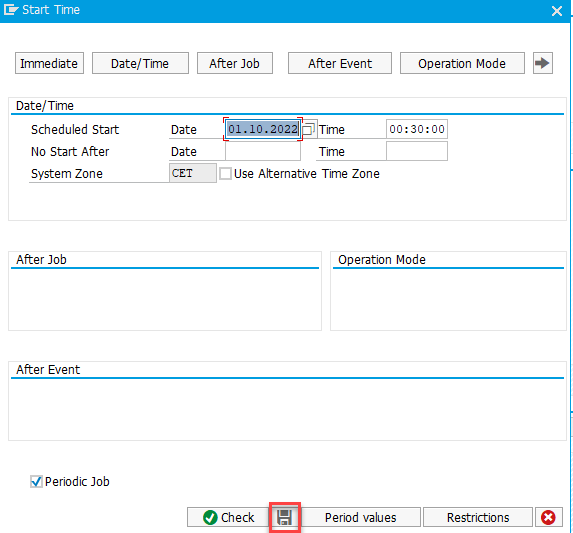 Start Time
Immediate Date/Time After Job After Event Operation Mode
Date/Time
Scheduled Start Date 01.10.2022 Time 00:30:00
No Start After Date Time
System Zone CET Use Alternative Time Zone
After Job Operation Mode
After Event
Periodic Job
Check Period values Restrictions